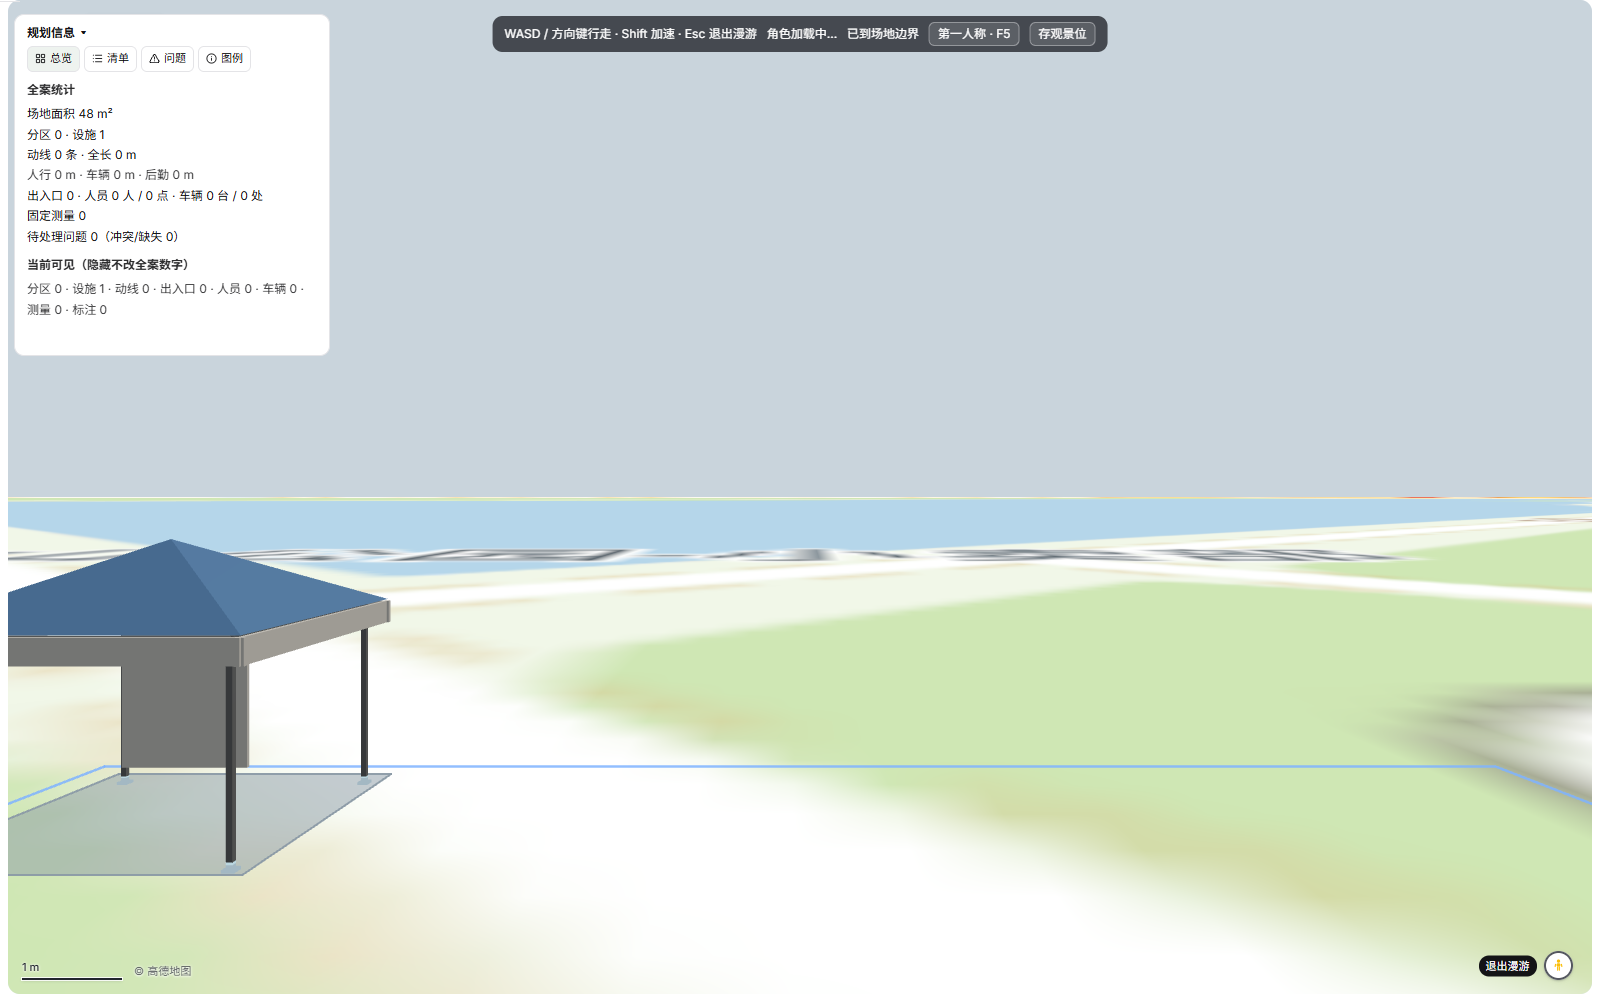 规划信息
总览 清单 问题 图例
全案统计
场地面积 48 m²
分区 0 · 设施 1
动线 0 条 · 全长 0 m
人行 0 m · 车辆 0 m · 后勤 0 m
出入口 0 · 人员 0 人 / 0 点 · 车辆 0 台 / 0 处
固定测量 0
待处理问题 0（冲突/缺失 0）
当前可见（隐藏不改全案数字）
分区 0 · 设施 1 · 动线 0 · 出入口 0 · 人员 0 · 车辆 0 ·
测量 0 · 标注 0
WASD / 方向键行走 · Shift 加速 · Esc 退出漫游 角色加载中... 已到场地边界 第一人称 · F5 存观景位
1 m
© 高德地图
退出漫游